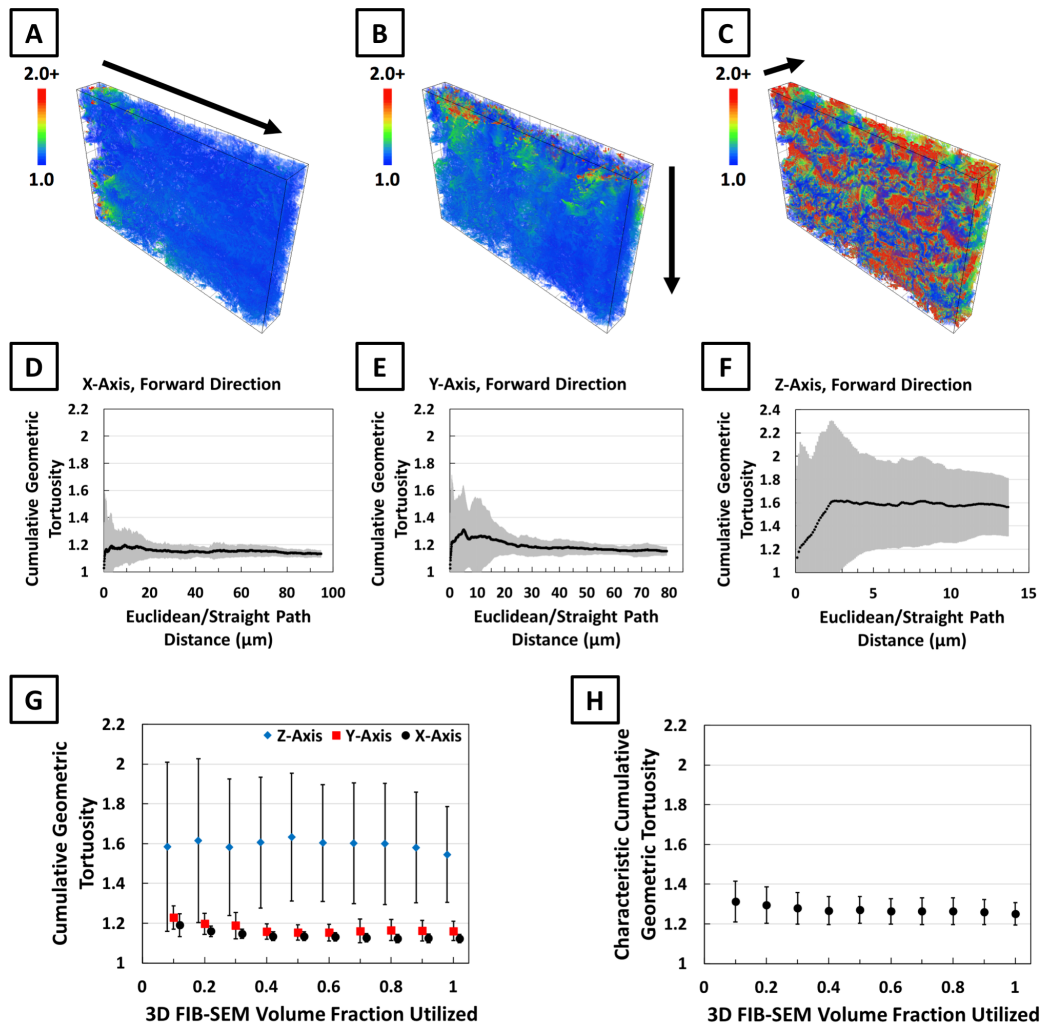 A
B
C
2.0+
1.0
2.0+
1.0
2.0+
1.0
D
X-Axis, Forward Direction
Cumulative Geometric
Tortuosity
2.2
2
1.8
1.6
1.4
1.2
1
0 20 40 60 80 100
Euclidean/Straight Path
Distance (µm)
E
Y-Axis, Forward Direction
Cumulative Geometric
Tortuosity
2.2
2
1.8
1.6
1.4
1.2
1
0 10 20 30 40 50 60 70 80
Euclidean/Straight Path
Distance (µm)
F
Z-Axis, Forward Direction
Cumulative Geometric
Tortuosity
2.4
2.2
2
1.8
1.6
1.4
1.2
1
0 5 10 15
Euclidean/Straight Path
Distance (µm)
G
Cumulative Geometric
Tortuosity
2.2
2
1.8
1.6
1.4
1.2
1
Z-Axis Y-Axis X-Axis
0 0.2 0.4 0.6 0.8 1
3D FIB-SEM Volume Fraction Utilized
H
Characteristic Cumulative
Geometric Tortuosity
2.2
2
1.8
1.6
1.4
1.2
1
0 0.2 0.4 0.6 0.8 1
3D FIB-SEM Volume Fraction Utilized